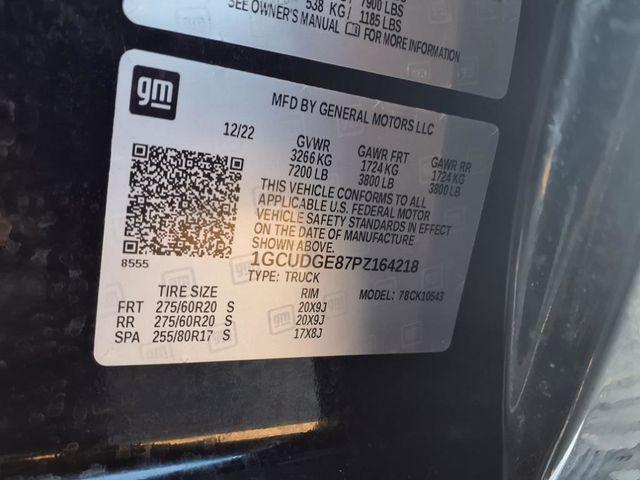 7900 LBS
538 KG 1185 LBS
SEE OWNER'S MANUAL FOR MORE INFORMATION
gm
MFD BY GENERAL MOTORS LLC
12/22 GVWR GAWR FRT GAWR RR
3266 KG 1724 KG 1724 KG
7200 LB 3800 LB 3800 LB
THIS VEHICLE CONFORMS TO ALL
APPLICABLE U.S. FEDERAL MOTOR
VEHICLE SAFETY STANDARDS IN EFFECT
ON THE DATE OF MANUFACTURE
SHOWN ABOVE.
8555 1GCUDGE87PZ164218
TYPE: TRUCK
TIRE SIZE RIM MODEL: 78CK10543
FRT 275/60R20 S 20X9J
RR 275/60R20 S 20X9J
SPA 255/80R17 S 17X8J